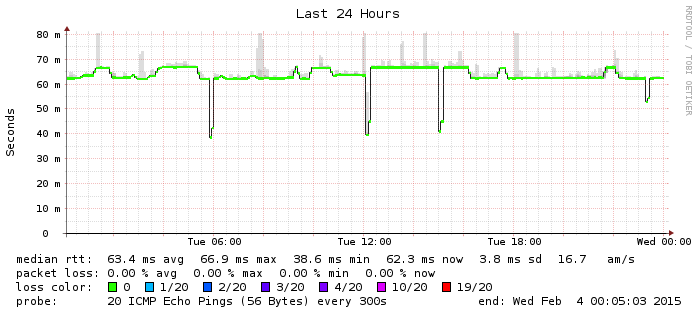 Last 24 Hours
RRDTOOL / TOBI OETIKER
Seconds
80 m
70 m
60 m
50 m
40 m
30 m
20 m
10 m
0
Tue 06:00 Tue 12:00 Tue 18:00 Wed 00:00
median rtt: 63.4 ms avg 66.9 ms max 38.6 ms min 62.3 ms now 3.8 ms sd 16.7 am/s
packet loss: 0.00 % avg 0.00 % max 0.00 % min 0.00 % now
loss color: 0 1/20 2/20 3/20 4/20 10/20 19/20
probe: 20 ICMP Echo Pings (56 Bytes) every 300s end: Wed Feb 4 00:05:03 2015